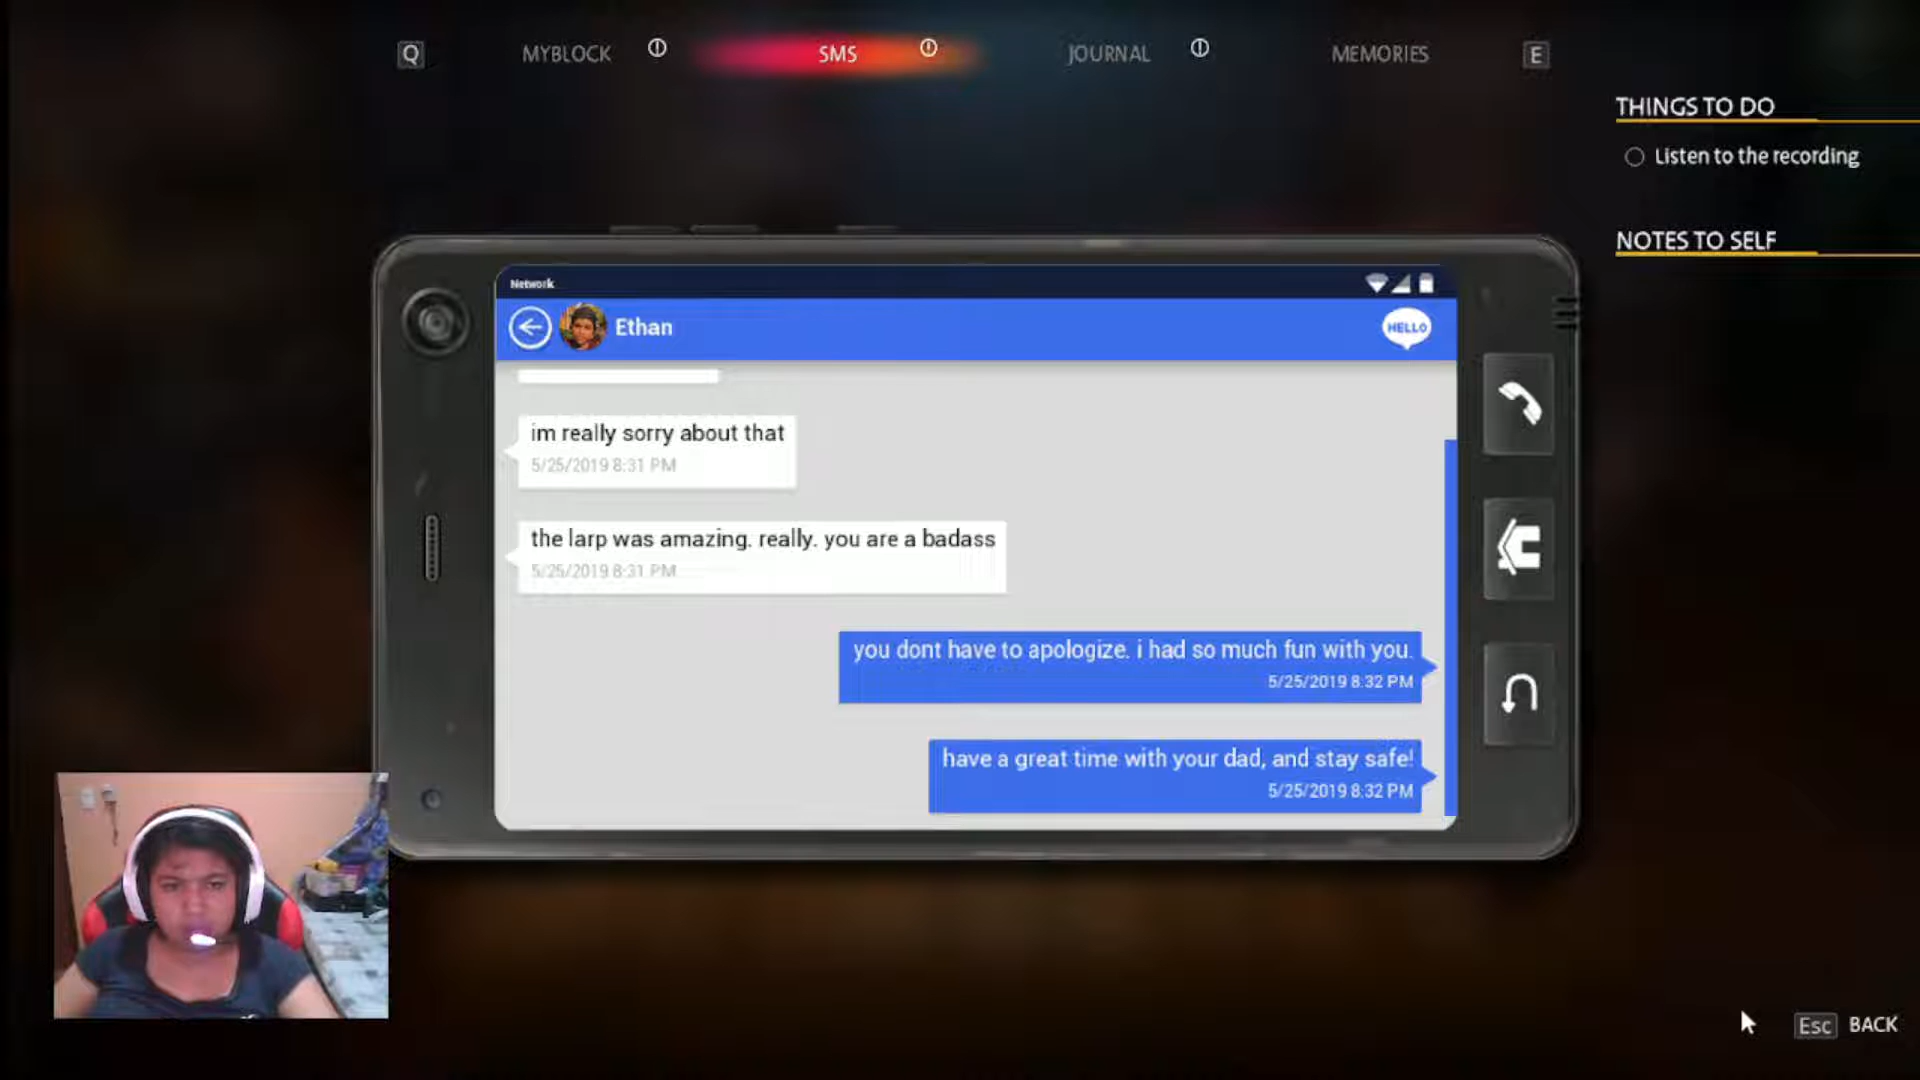 Q
MYBLOCK
SMS
JOURNAL
MEMORIES
E
THINGS TO DO
Listen to the recording
NOTES TO SELF
Network
Ethan
HELLO
im really sorry about that
5/25/2019 8:31 PM
the larp was amazing. really. you are a badass
5/25/2019 8:31 PM
you dont have to apologize. i had so much fun with you.
5/25/2019 8:32 PM
have a great time with your dad, and stay safe!
5/25/2019 8:32 PM
Esc BACK